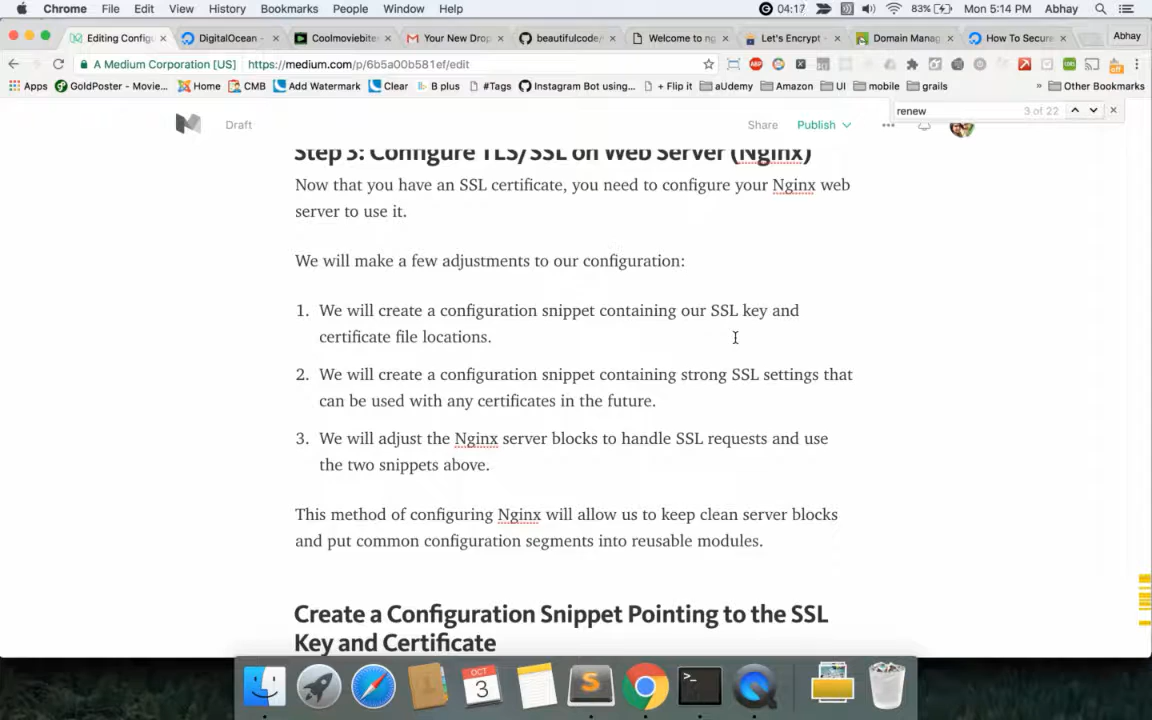 Chrome File Edit View History Bookmarks People Window Help 04:17 83% Mon 5:14 PM Abhay
Editing Config DigitalOcean - Coolmoviebites Your New Drop beautifulcode/ Welcome to ng Let's Encrypt - Domain Manag How To Secure Abhay
A Medium Corporation [US] https://medium.com/p/6b5a00b581ef/edit
Apps GoldPoster - Movie... Home CMB Add Watermark Clear B plus #Tags Instagram Bot using... + Flip it aUdemy Amazon UI mobile grails » Other Bookmarks
renew 3 of 22
Draft Share Publish
Step 3: Configure TLS/SSL on Web Server (Nginx)
Now that you have an SSL certificate, you need to configure your Nginx web
server to use it.
We will make a few adjustments to our configuration:
1. We will create a configuration snippet containing our SSL key and
certificate file locations.
2. We will create a configuration snippet containing strong SSL settings that
can be used with any certificates in the future.
3. We will adjust the Nginx server blocks to handle SSL requests and use
the two snippets above.
This method of configuring Nginx will allow us to keep clean server blocks
and put common configuration segments into reusable modules.
Create a Configuration Snippet Pointing to the SSL
Key and Certificate
OCT
3